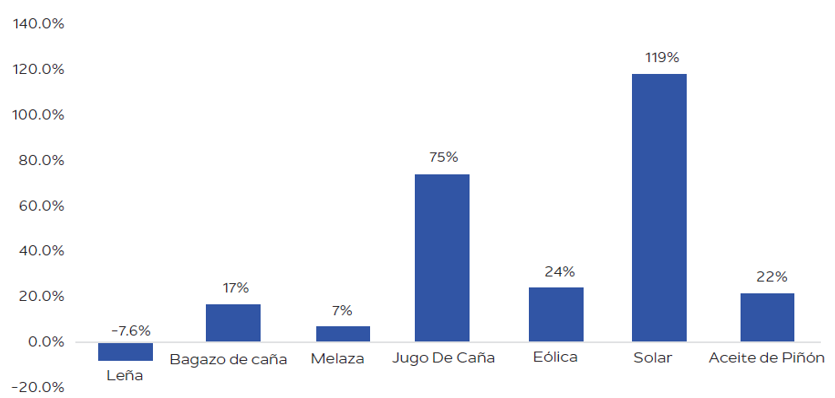 140.0%
120.0%
100.0%
80.0%
60.0%
40.0%
20.0%
0.0%
-20.0%
-7.6%
17%
7%
75%
24%
119%
22%
Leña
Bagazo de caña
Melaza
Jugo De Caña
Eólica
Solar
Aceite de Piñón